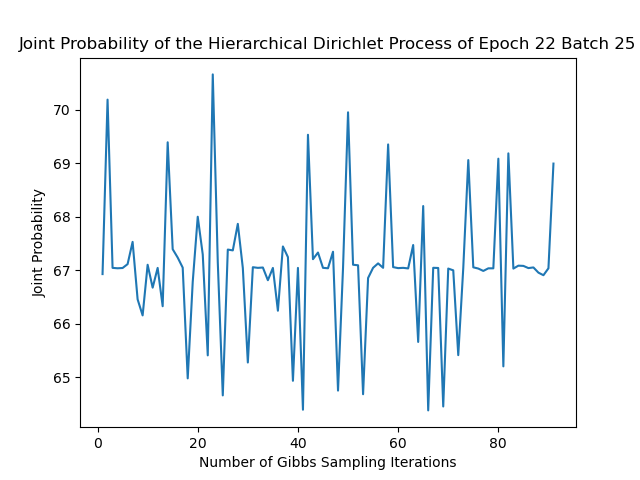 Joint Probability of the Hierarchical Dirichlet Process of Epoch 22 Batch 25
70
69
68
67
66
65
Joint Probability
0 20 40 60 80
Number of Gibbs Sampling Iterations